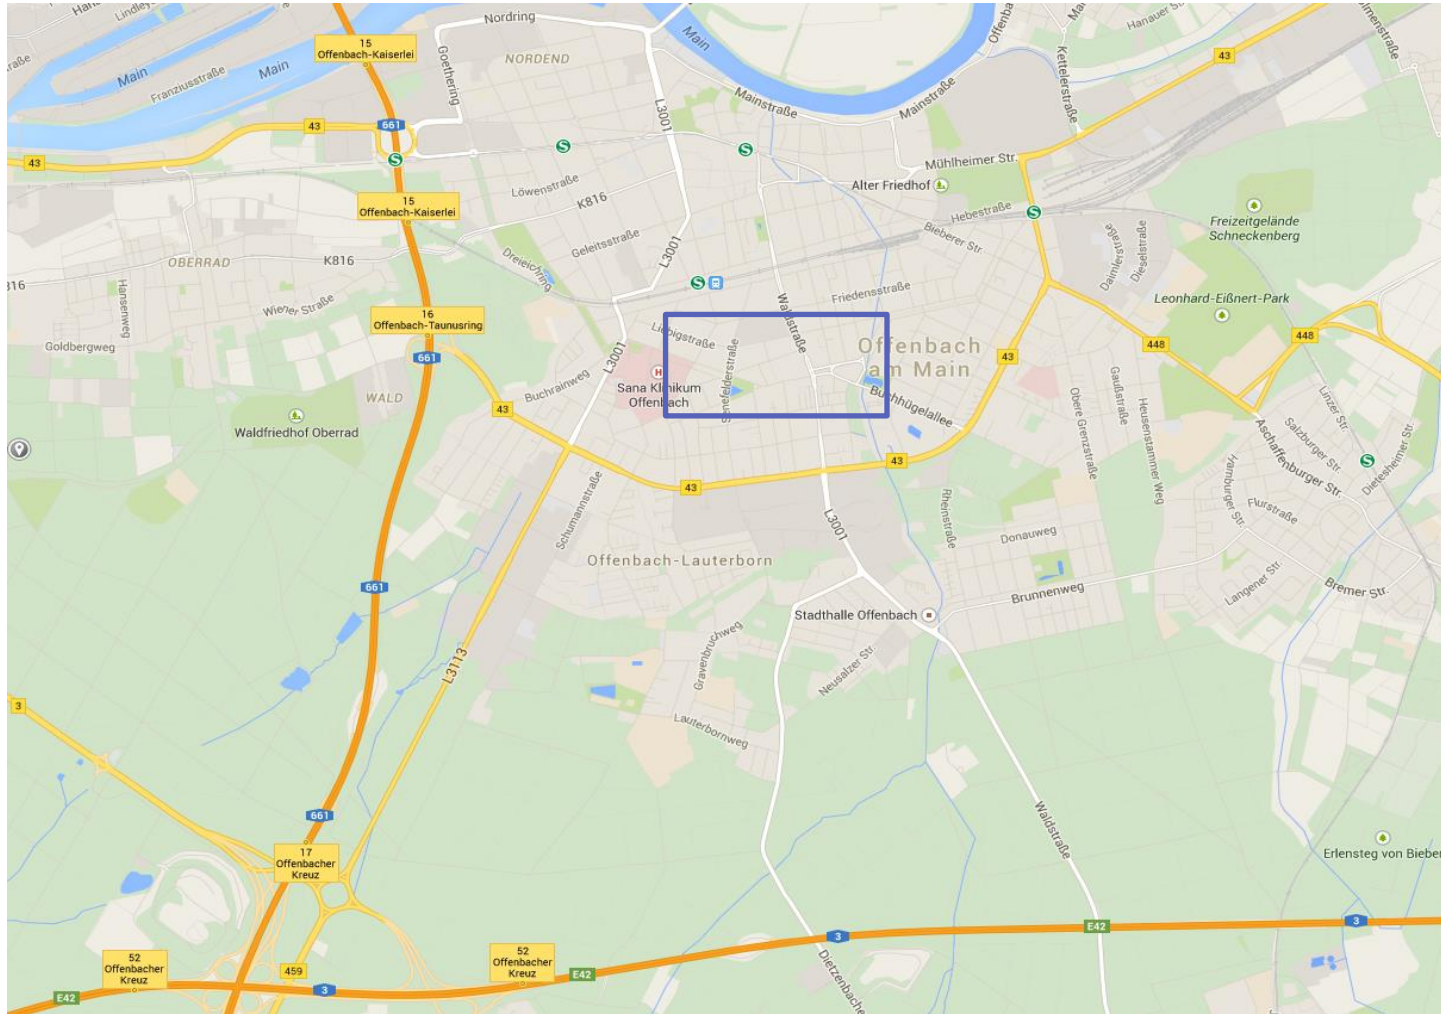 Nordring
Lindley
Main
Franziusstraße
Main
15
Offenbach-Kaiserlei
Goethering
NORDEND
Main
Mainstraße
Mainstraße
Kettelerstraße
Hanauer
43
L3001
661
43
43
S
S
S
Mühlheimer Str.
Alter Friedhof
Löwenstraße
K816
15
Offenbach-Kaiserlei
Geleitsstraße
L3001
Hebestraße
S
Bieberer Str.
Daimlerstraße
Dieselstraße
Freizeitgelände
Schneckenberg
OBERRAD
K816
Dreieichring
S
Friedensstraße
Leonhard-Eißnert-Park
Hansenweg
Wiener Straße
Goldbergweg
16
Offenbach-Taunusring
661
Liebigstraße
Waldstraße
Offenbach
am Main
43
448
448
L3001
Buchrainweg
H
Sana Klinikum
Offenbach
Buchhügelallee
WALD
43
Waldfriedhof Oberrad
Obere Grenzstraße
Gaußstraße
Heusenstammer Weg
Linzer Str.
Salzburger Str.
Aschaffenburger Str.
S
Dietesheimer Str.
43
43
Schumannstraße
L3001
Rheinstraße
Hamburger Str.
Flurstraße
Donauweg
Offenbach-Lauterborn
661
Brunnenweg
Langener Str.
Bremer Str.
Stadthalle Offenbach
Gravenbruchweg
Neusalzer Str.
L3113
3
Lauterbornweg
661
Waldstraße
17
Offenbacher
Kreuz
Erlensteg von Bieber
3
E42
3
52
Offenbacher
Kreuz
52
Offenbacher
Kreuz
E42
459
3
E42
Dietzenbache